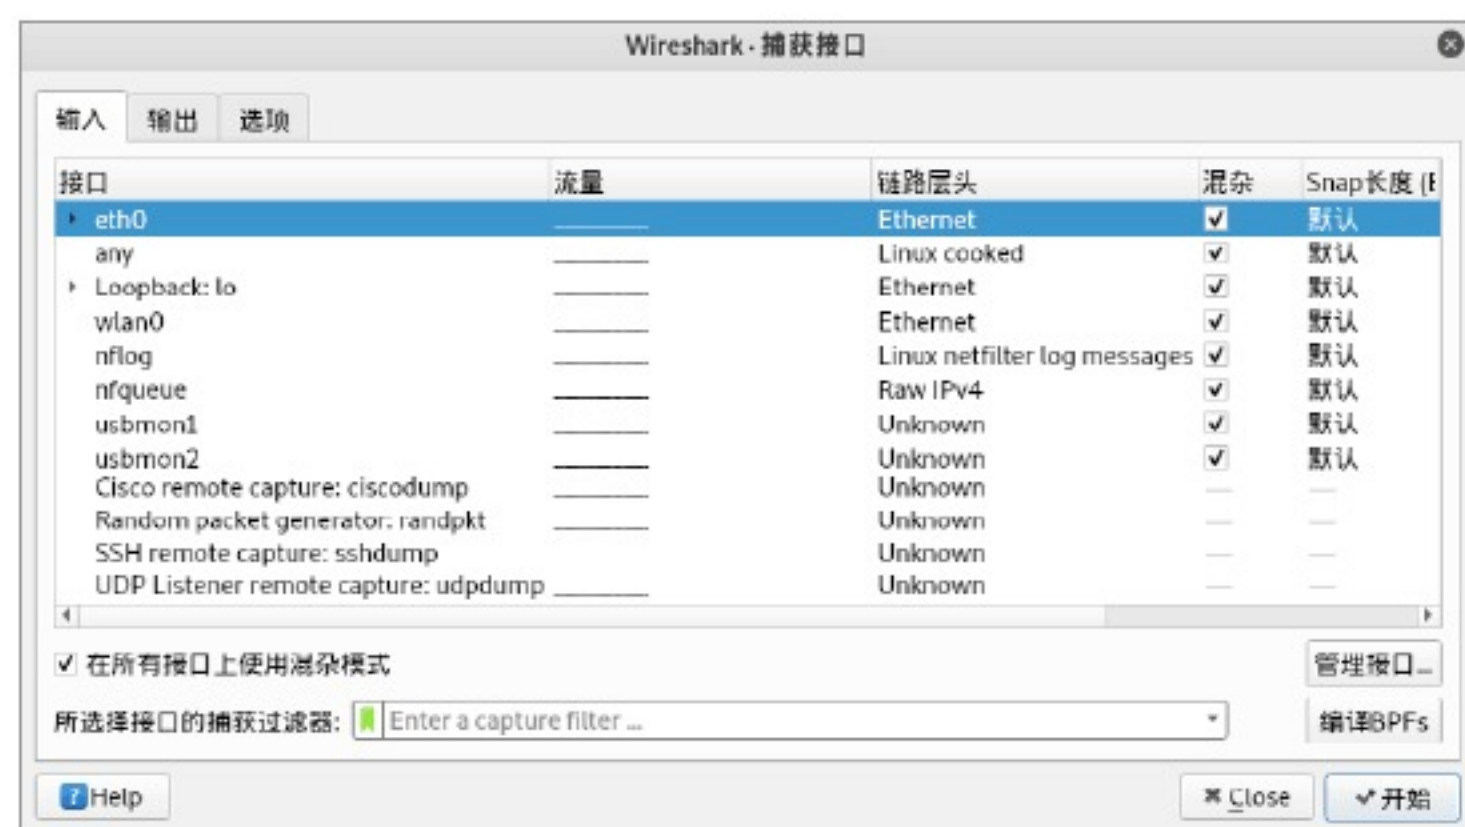 Wireshark · 捕获接口
输入 输出 选项
接口 流量 链路层头 混杂 Snap长度 (E
eth0 Ethernet 默认
any Linux cooked 默认
Loopback: lo Ethernet 默认
wlan0 Ethernet 默认
nflog Linux netfilter log messages 默认
nfqueue Raw IPv4 默认
usbmon1 Unknown 默认
usbmon2 Unknown 默认
Cisco remote capture: ciscodump Unknown — —
Random packet generator: randpkt Unknown — —
SSH remote capture: sshdump Unknown — —
UDP Listener remote capture: udpdump Unknown — —
在所有接口上使用混杂模式 管理接口...
所选择接口的捕获过滤器: Enter a capture filter ... 编译BPFs
Help Close 开始